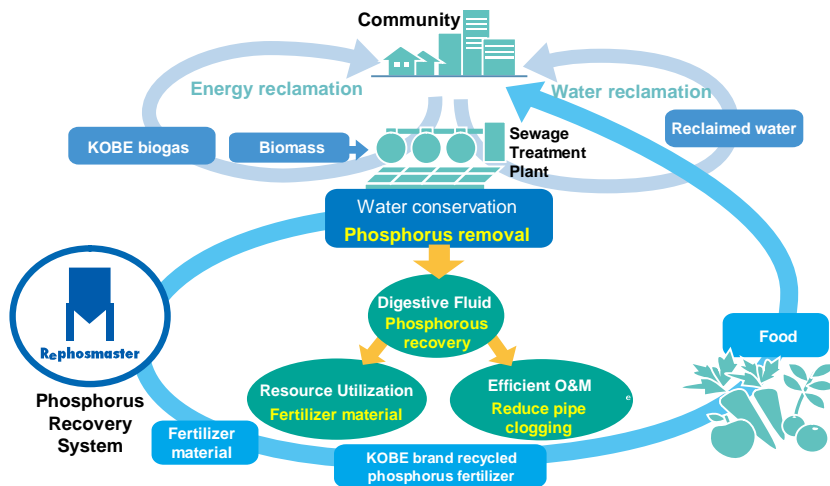 Community
Energy reclamation
Water reclamation
KOBE biogas
Biomass
Sewage
Treatment
Plant
Reclaimed water
Water conservation
Phosphorus removal
Digestive Fluid
Phosphorous
recovery
Rephosmaster
Phosphorus
Recovery
System
Resource Utilization
Fertilizer material
Efficient O&M
e
Reduce pipe
clogging
Food
Fertilizer
material
KOBE brand recycled
phosphorus fertilizer